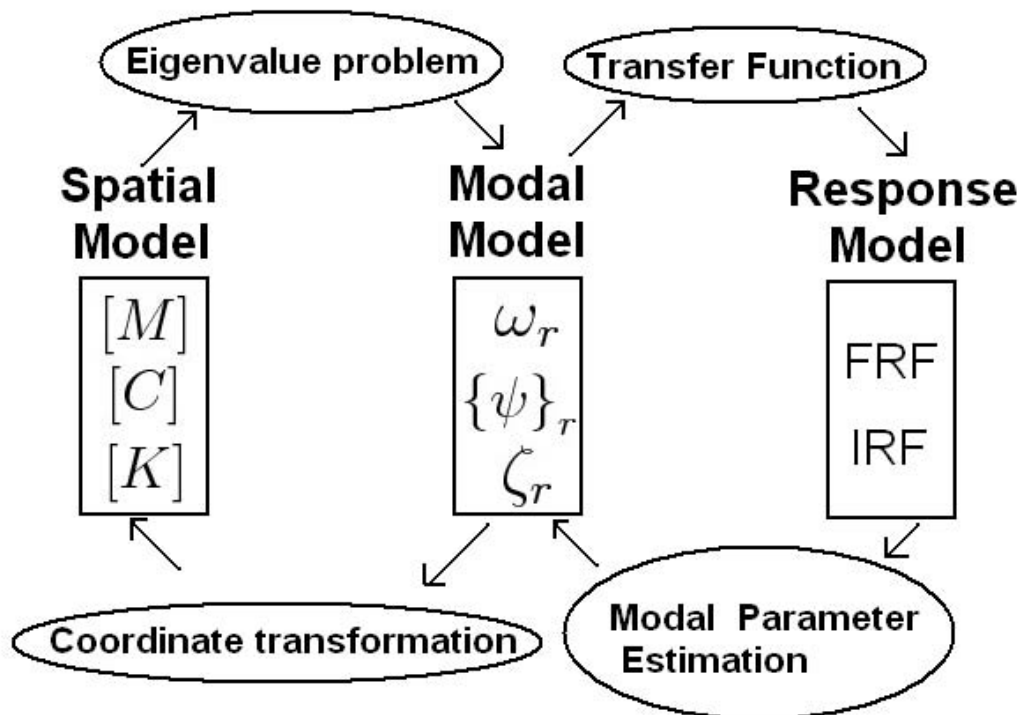 Eigenvalue problem
Transfer Function
Spatial
Model
Modal
Model
Response
Model
[M]
[C]
[K]
ω_r
{ψ}_r
ζ_r
FRF
IRF
Coordinate transformation
Modal Parameter
Estimation